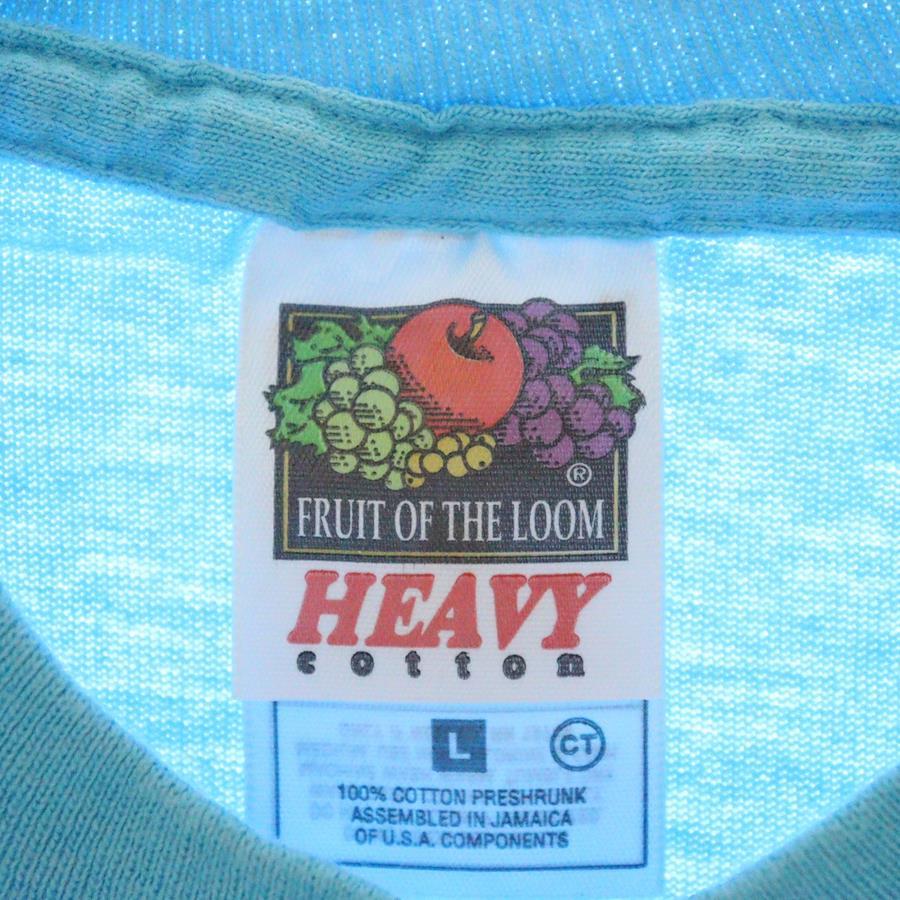 ®
FRUIT OF THE LOOM
HEAVY
cotton
L CT
100% COTTON PRESHRUNK
ASSEMBLED IN JAMAICA
OF U.S.A. COMPONENTS